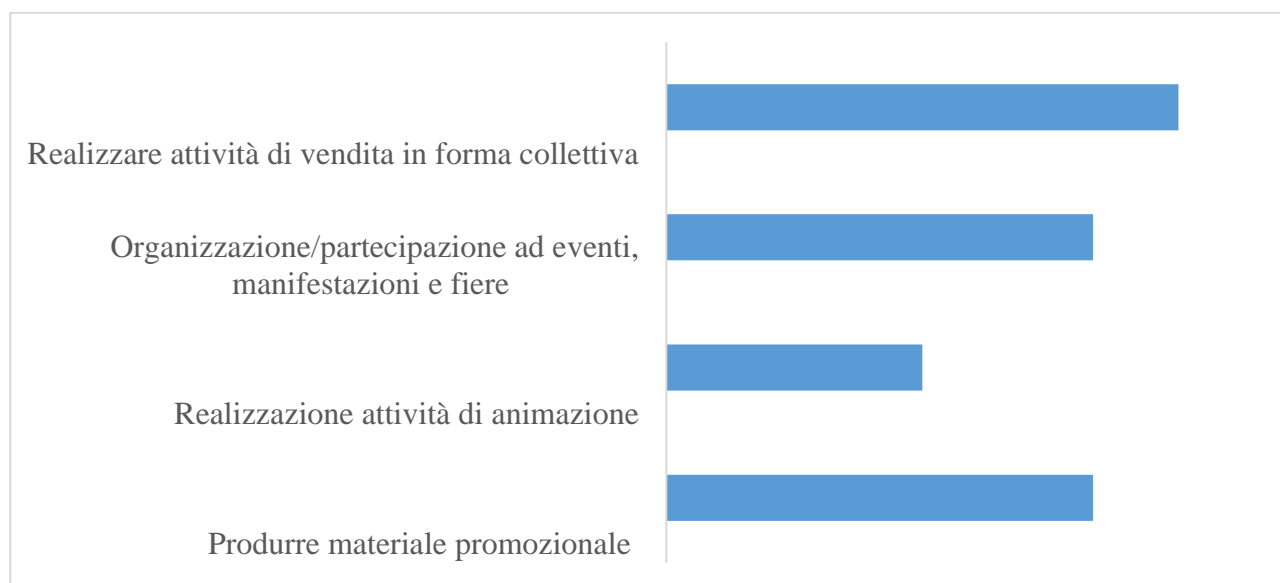 Realizzare attività di vendita in forma collettiva
Organizzazione/partecipazione ad eventi,
manifestazioni e fiere
Realizzazione attività di animazione
Produrre materiale promozionale